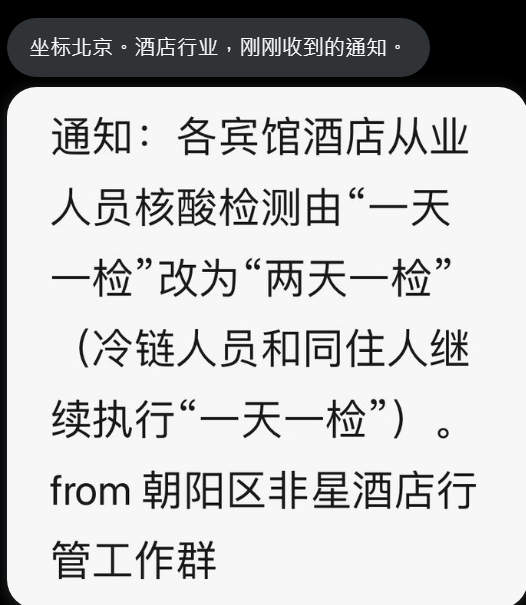 坐标北京。酒店行业，刚刚收到的通知。
通知：各宾馆酒店从业
人员核酸检测由“一天
一检”改为“两天一检”
（冷链人员和同住人继
续执行“一天一检”）。
from 朝阳区非星酒店行
管工作群